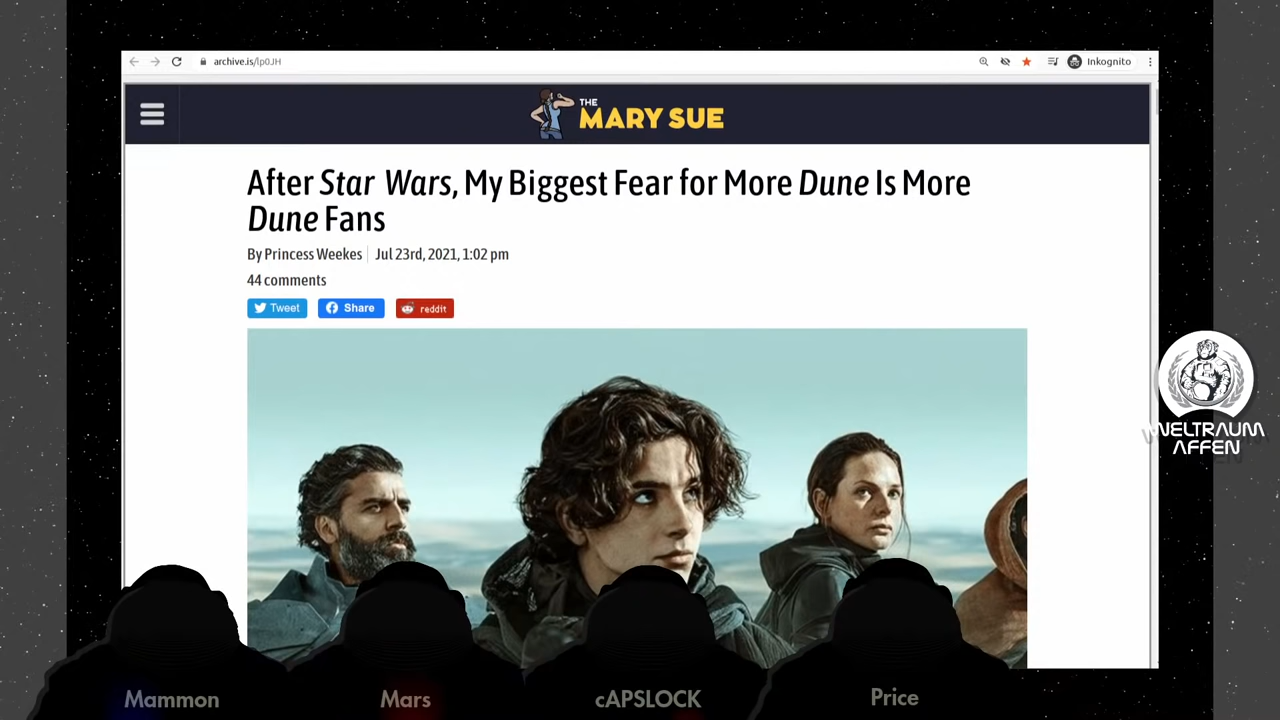 archive.is/lp0JH
Inkognito
THE
MARY SUE
After Star Wars, My Biggest Fear for More Dune Is More
Dune Fans
By Princess Weekes
Jul 23rd, 2021, 1:02 pm
44 comments
Tweet
Share
reddit
WELTRAUM
AFFEN
Mammon
Mars
cAPSLOCK
Price